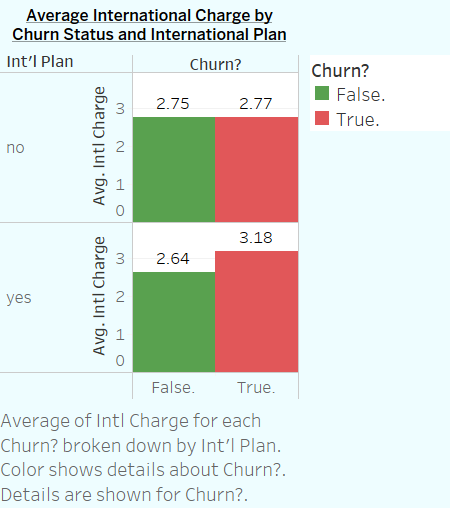 Average International Charge by
Churn Status and International Plan
Int'l Plan
Churn?
Churn?
False.
True.
no
Avg. Intl Charge
3
2
1
0
2.75
2.77
yes
Avg. Intl Charge
3
2
1
0
2.64
3.18
False.
True.
Average of Intl Charge for each
Churn? broken down by Int'l Plan.
Color shows details about Churn?.
Details are shown for Churn?.